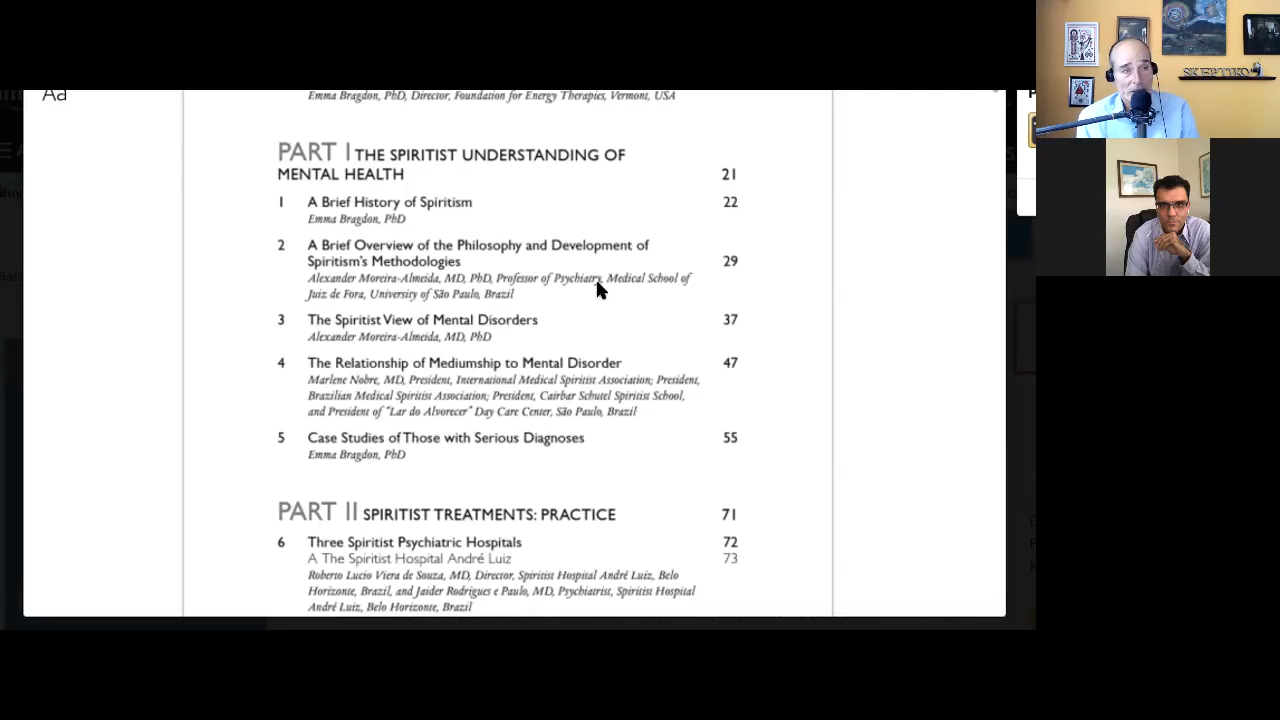 Aa
Emma Bragdon, PhD, Director, Foundation for Energy Therapies, Vermont, USA
PART I THE SPIRITIST UNDERSTANDING OF
MENTAL HEALTH 21
1 A Brief History of Spiritism 22
Emma Bragdon, PhD
2 A Brief Overview of the Philosophy and Development of
Spiritism's Methodologies 29
Alexander Moreira-Almeida, MD, PhD, Professor of Psychiatry, Medical School of
Juiz de Fora, University of São Paulo, Brazil
3 The Spiritist View of Mental Disorders 37
Alexander Moreira-Almeida, MD, PhD
4 The Relationship of Mediumship to Mental Disorder 47
Marlene Nobre, MD, President, International Medical Spiritist Association; President,
Brazilian Medical Spiritist Association; President, Cairbar Schutel Spiritist School,
and President of "Lar do Alvorecer" Day Care Center, São Paulo, Brazil
5 Case Studies of Those with Serious Diagnoses 55
Emma Bragdon, PhD
PART II SPIRITIST TREATMENTS: PRACTICE 71
6 Three Spiritist Psychiatric Hospitals 72
A The Spiritist Hospital André Luiz 73
Roberto Lucio Viera de Souza, MD, Director, Spiritist Hospital André Luiz, Belo
Horizonte, Brazil, and Jaider Rodrigues e Paulo, MD, Psychiatrist, Spiritist Hospital
André Luiz, Belo Horizonte, Brazil
SKEPTIKO